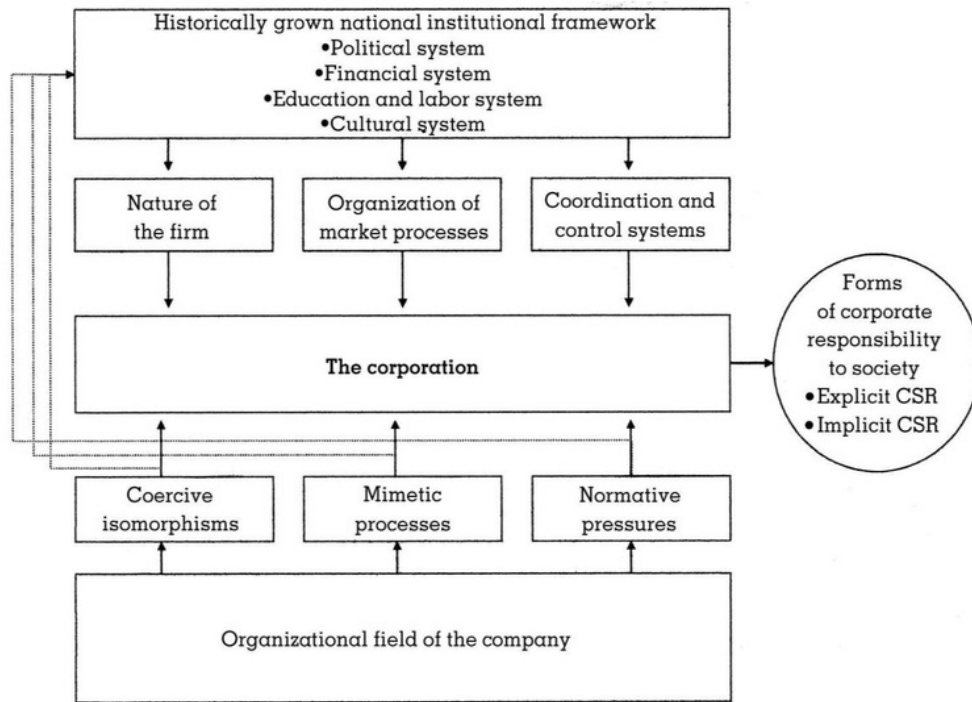 Historically grown national institutional framework
•Political system
•Financial system
•Education and labor system
•Cultural system
Nature of
the firm
Organization of
market processes
Coordination and
control systems
The corporation
Forms
of corporate
responsibility
to society
•Explicit CSR
•Implicit CSR
Coercive
isomorphisms
Mimetic
processes
Normative
pressures
Organizational field of the company